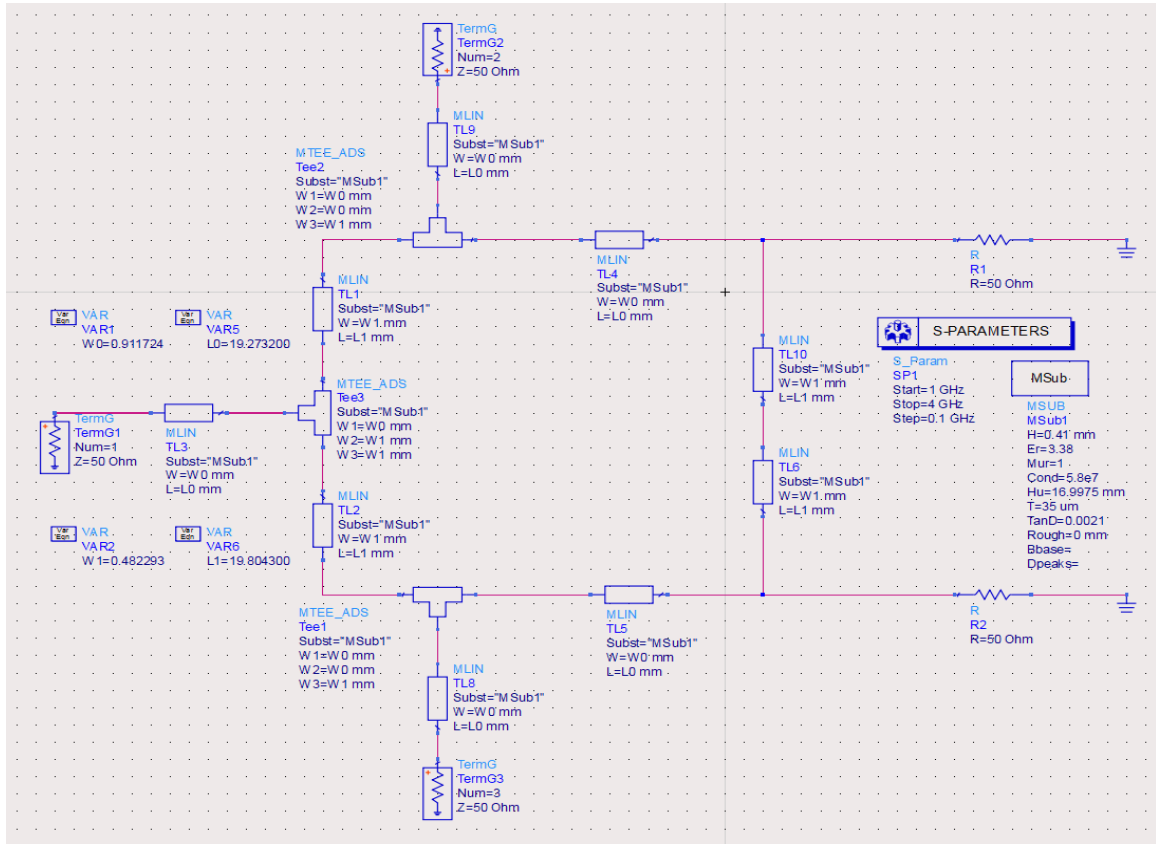 TermG
TermG2
Num=2
Z=50 Ohm
MLIN
TL9
Subst="MSub1"
W=W0 mm
L=L0 mm
MTEE_ADS
Tee2
Subst="MSub1"
W1=W0 mm
W2=W0 mm
W3=W1 mm
MLIN
TL4
Subst="MSub1"
W=W0 mm
L=L0 mm
R
R1
R=50 Ohm
MLIN
TL1
Subst="MSub1"
W=W1 mm
L=L1 mm
Var
Eqn
VAR
VAR1
W0=0.911724
Var
Eqn
VAR
VAR5
L0=19.273200
S-PARAMETERS
S_Param
SP1
Start=1 GHz
Stop=4 GHz
Step=0.1 GHz
MLIN
TL10
Subst="MSub1"
W=W1 mm
L=L1 mm
MSub
MSUB
MSub1
H=0.41 mm
Er=3.38
Mur=1
Cond=5.8e7
Hu=16.9975 mm
T=35 um
TanD=0.0021
Rough=0 mm
Bbase=
Dpeaks=
MTEE_ADS
Tee3
Subst="MSub1"
W1=W0 mm
W2=W1 mm
W3=W1 mm
TermG
TermG1
Num=1
Z=50 Ohm
MLIN
TL3
Subst="MSub1"
W=W0 mm
L=L0 mm
MLIN
TL6
Subst="MSub1"
W=W1 mm
L=L1 mm
MLIN
TL2
Subst="MSub1"
W=W1 mm
L=L1 mm
Var
Eqn
VAR
VAR2
W1=0.482293
Var
Eqn
VAR
VAR6
L1=19.804300
MTEE_ADS
Tee1
Subst="MSub1"
W1=W0 mm
W2=W0 mm
W3=W1 mm
MLIN
TL5
Subst="MSub1"
W=W0 mm
L=L0 mm
R
R2
R=50 Ohm
MLIN
TL8
Subst="MSub1"
W=W0 mm
L=L0 mm
TermG
TermG3
Num=3
Z=50 Ohm